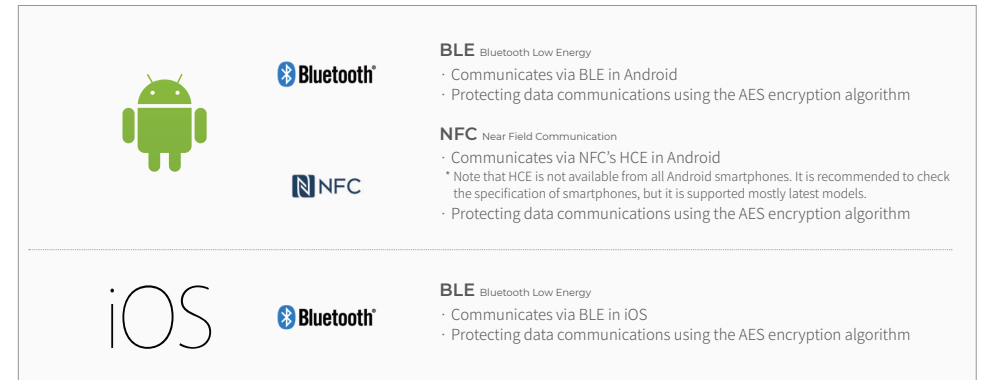 BLE Bluetooth Low Energy
Bluetooth®
· Communicates via BLE in Android
· Protecting data communications using the AES encryption algorithm
NFC Near Field Communication
· Communicates via NFC’s HCE in Android
* Note that HCE is not available from all Android smartphones. It is recommended to check
the specification of smartphones, but it is supported mostly latest models.
NFC
· Protecting data communications using the AES encryption algorithm
iOS
Bluetooth®
BLE Bluetooth Low Energy
· Communicates via BLE in iOS
· Protecting data communications using the AES encryption algorithm